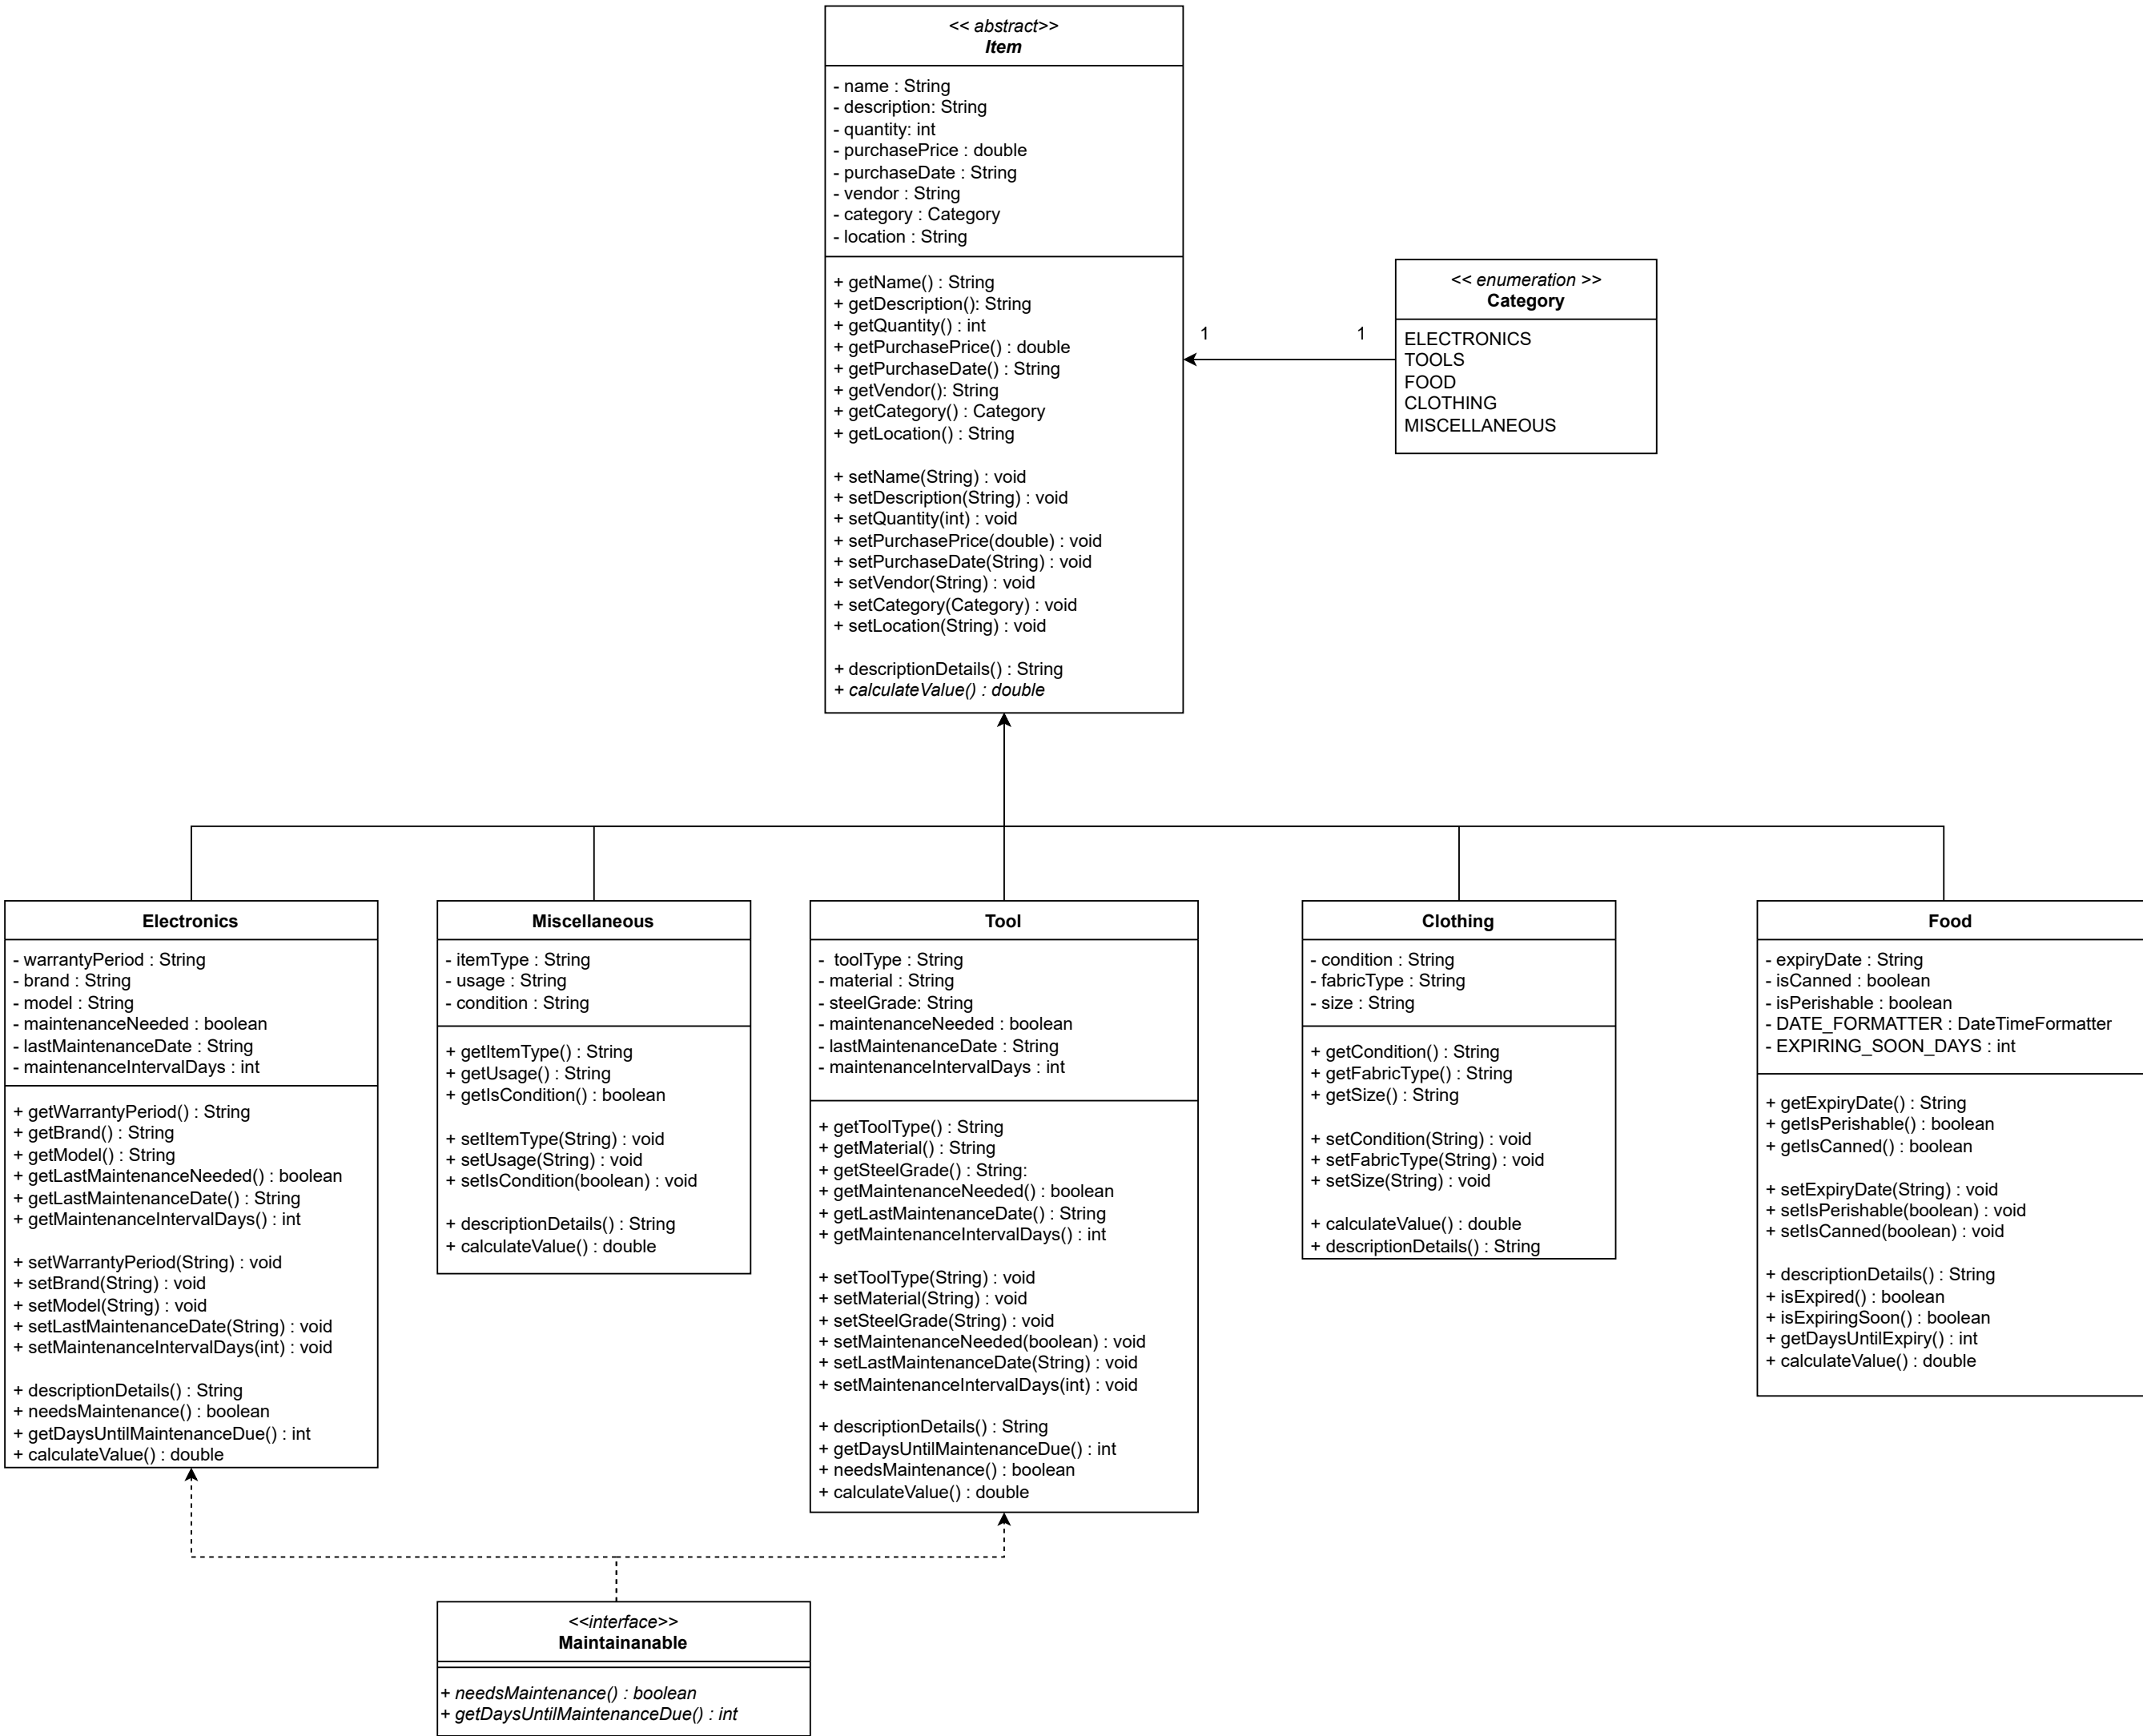 << abstract>>
Item
- name : String
- description: String
- quantity: int
- purchasePrice : double
- purchaseDate : String
- vendor : String
- category : Category
- location : String
+ getName() : String
+ getDescription(): String
+ getQuantity() : int
+ getPurchasePrice() : double
+ getPurchaseDate() : String
+ getVendor(): String
+ getCategory() : Category
+ getLocation() : String
+ setName(String) : void
+ setDescription(String) : void
+ setQuantity(int) : void
+ setPurchasePrice(double) : void
+ setPurchaseDate(String) : void
+ setVendor(String) : void
+ setCategory(Category) : void
+ setLocation(String) : void
+ descriptionDetails() : String
+ calculateValue() : double
1
1
<< enumeration >>
Category
ELECTRONICS
TOOLS
FOOD
CLOTHING
MISCELLANEOUS
Electronics
- warrantyPeriod : String
- brand : String
- model : String
- maintenanceNeeded : boolean
- lastMaintenanceDate : String
- maintenanceIntervalDays : int
+ getWarrantyPeriod() : String
+ getBrand() : String
+ getModel() : String
+ getLastMaintenanceNeeded() : boolean
+ getLastMaintenanceDate() : String
+ getMaintenanceIntervalDays() : int
+ setWarrantyPeriod(String) : void
+ setBrand(String) : void
+ setModel(String) : void
+ setLastMaintenanceDate(String) : void
+ setMaintenanceIntervalDays(int) : void
+ descriptionDetails() : String
+ needsMaintenance() : boolean
+ getDaysUntilMaintenanceDue() : int
+ calculateValue() : double
Miscellaneous
- itemType : String
- usage : String
- condition : String
+ getItemType() : String
+ getUsage() : String
+ getIsCondition() : boolean
+ setItemType(String) : void
+ setUsage(String) : void
+ setIsCondition(boolean) : void
+ descriptionDetails() : String
+ calculateValue() : double
Tool
- toolType : String
- material : String
- steelGrade: String
- maintenanceNeeded : boolean
- lastMaintenanceDate : String
- maintenanceIntervalDays : int
+ getToolType() : String
+ getMaterial() : String
+ getSteelGrade() : String:
+ getMaintenanceNeeded() : boolean
+ getLastMaintenanceDate() : String
+ getMaintenanceIntervalDays() : int
+ setToolType(String) : void
+ setMaterial(String) : void
+ setSteelGrade(String) : void
+ setMaintenanceNeeded(boolean) : void
+ setLastMaintenanceDate(String) : void
+ setMaintenanceIntervalDays(int) : void
+ descriptionDetails() : String
+ getDaysUntilMaintenanceDue() : int
+ needsMaintenance() : boolean
+ calculateValue() : double
Clothing
- condition : String
- fabricType : String
- size : String
+ getCondition() : String
+ getFabricType() : String
+ getSize() : String
+ setCondition(String) : void
+ setFabricType(String) : void
+ setSize(String) : void
+ calculateValue() : double
+ descriptionDetails() : String
Food
- expiryDate : String
- isCanned : boolean
- isPerishable : boolean
- DATE_FORMATTER : DateTimeFormatter
- EXPIRING_SOON_DAYS : int
+ getExpiryDate() : String
+ getIsPerishable() : boolean
+ getIsCanned() : boolean
+ setExpiryDate(String) : void
+ setIsPerishable(boolean) : void
+ setIsCanned(boolean) : void
+ descriptionDetails() : String
+ isExpired() : boolean
+ isExpiringSoon() : boolean
+ getDaysUntilExpiry() : int
+ calculateValue() : double
<<interface>>
Maintainanable
+ needsMaintenance() : boolean
+ getDaysUntilMaintenanceDue() : int